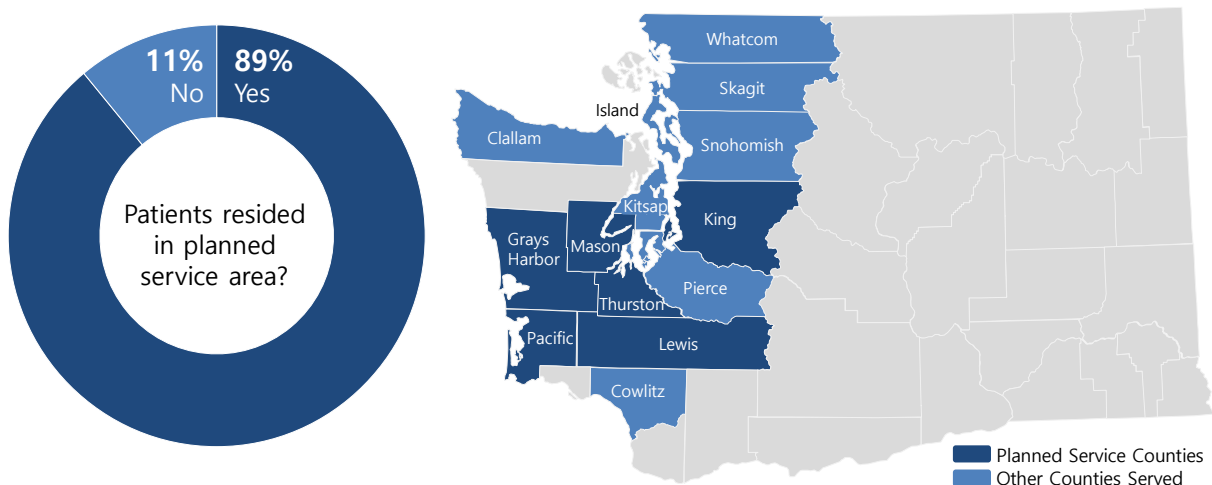 11%
No
89%
Yes
Patients resided
in planned
service area?
Whatcom
Skagit
Island
Clallam
Snohomish
Kitsap
King
Grays
Harbor
Mason
Pierce
Thurston
Pacific
Lewis
Cowlitz
Planned Service Counties
Other Counties Served